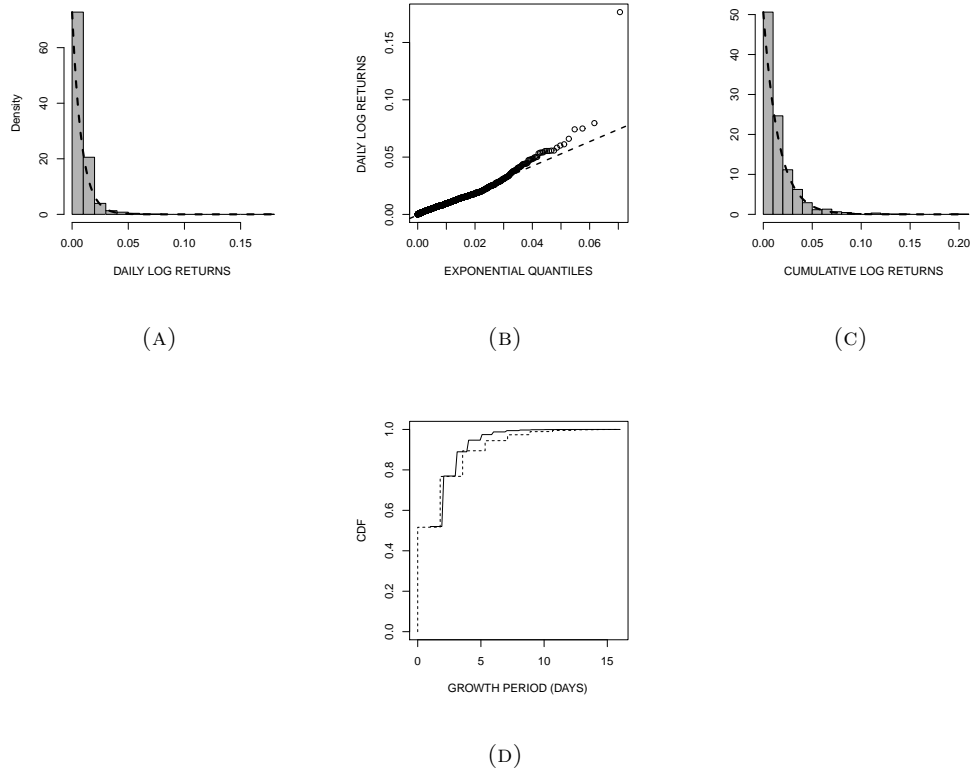 Density
0 20 40 60
0.00 0.05 0.10 0.15
DAILY LOG RETURNS
(A)
DAILY LOG RETURNS
0.00 0.05 0.10 0.15
0.00 0.02 0.04 0.06
EXPONENTIAL QUANTILES
(B)
0 10 20 30 40 50
0.00 0.05 0.10 0.15 0.20
CUMULATIVE LOG RETURNS
(C)
CDF
0.0 0.2 0.4 0.6 0.8 1.0
0 5 10 15
GROWTH PERIOD (DAYS)
(D)